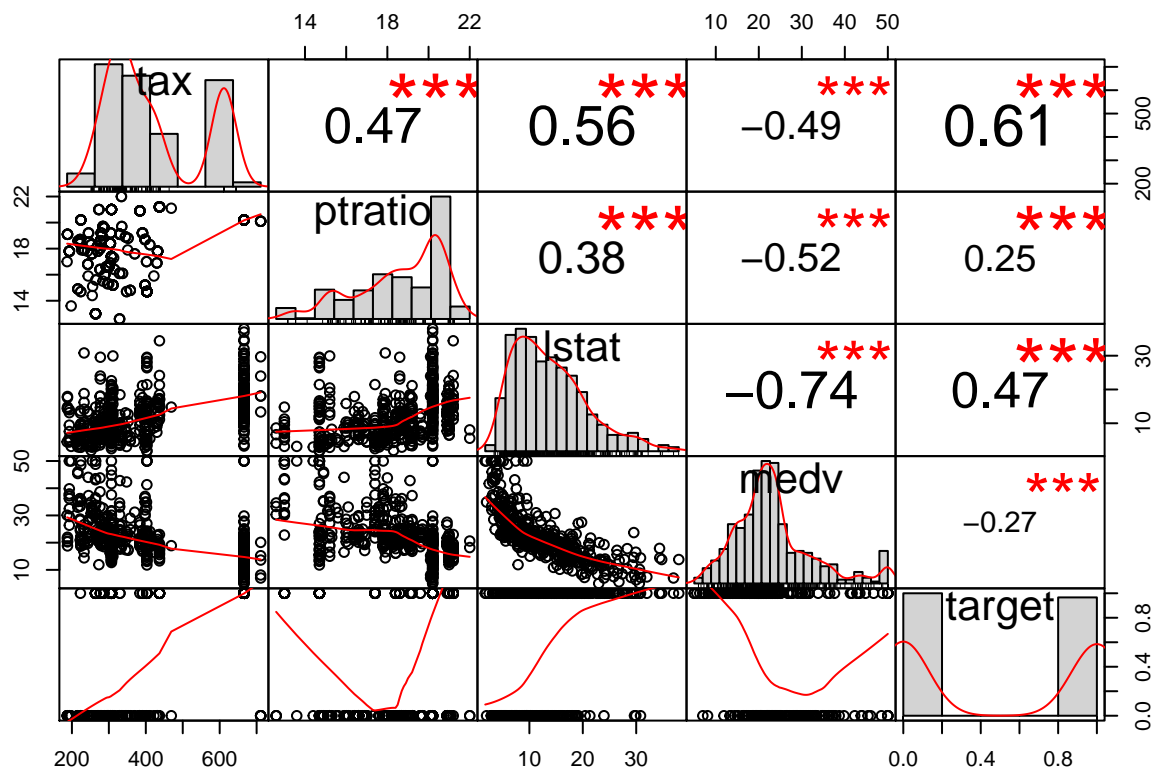 14 18 22 10 20 30 40 50
tax *** 0.47 *** 0.56 *** −0.49 *** 0.61 *** 200 500
14 18 22 ptratio *** 0.38 *** −0.52 *** 0.25
lstat *** −0.74 *** 0.47 10 30
10 30 50 medv *** −0.27
target 0.0 0.4 0.8
200 400 600 10 20 30 0.0 0.4 0.8